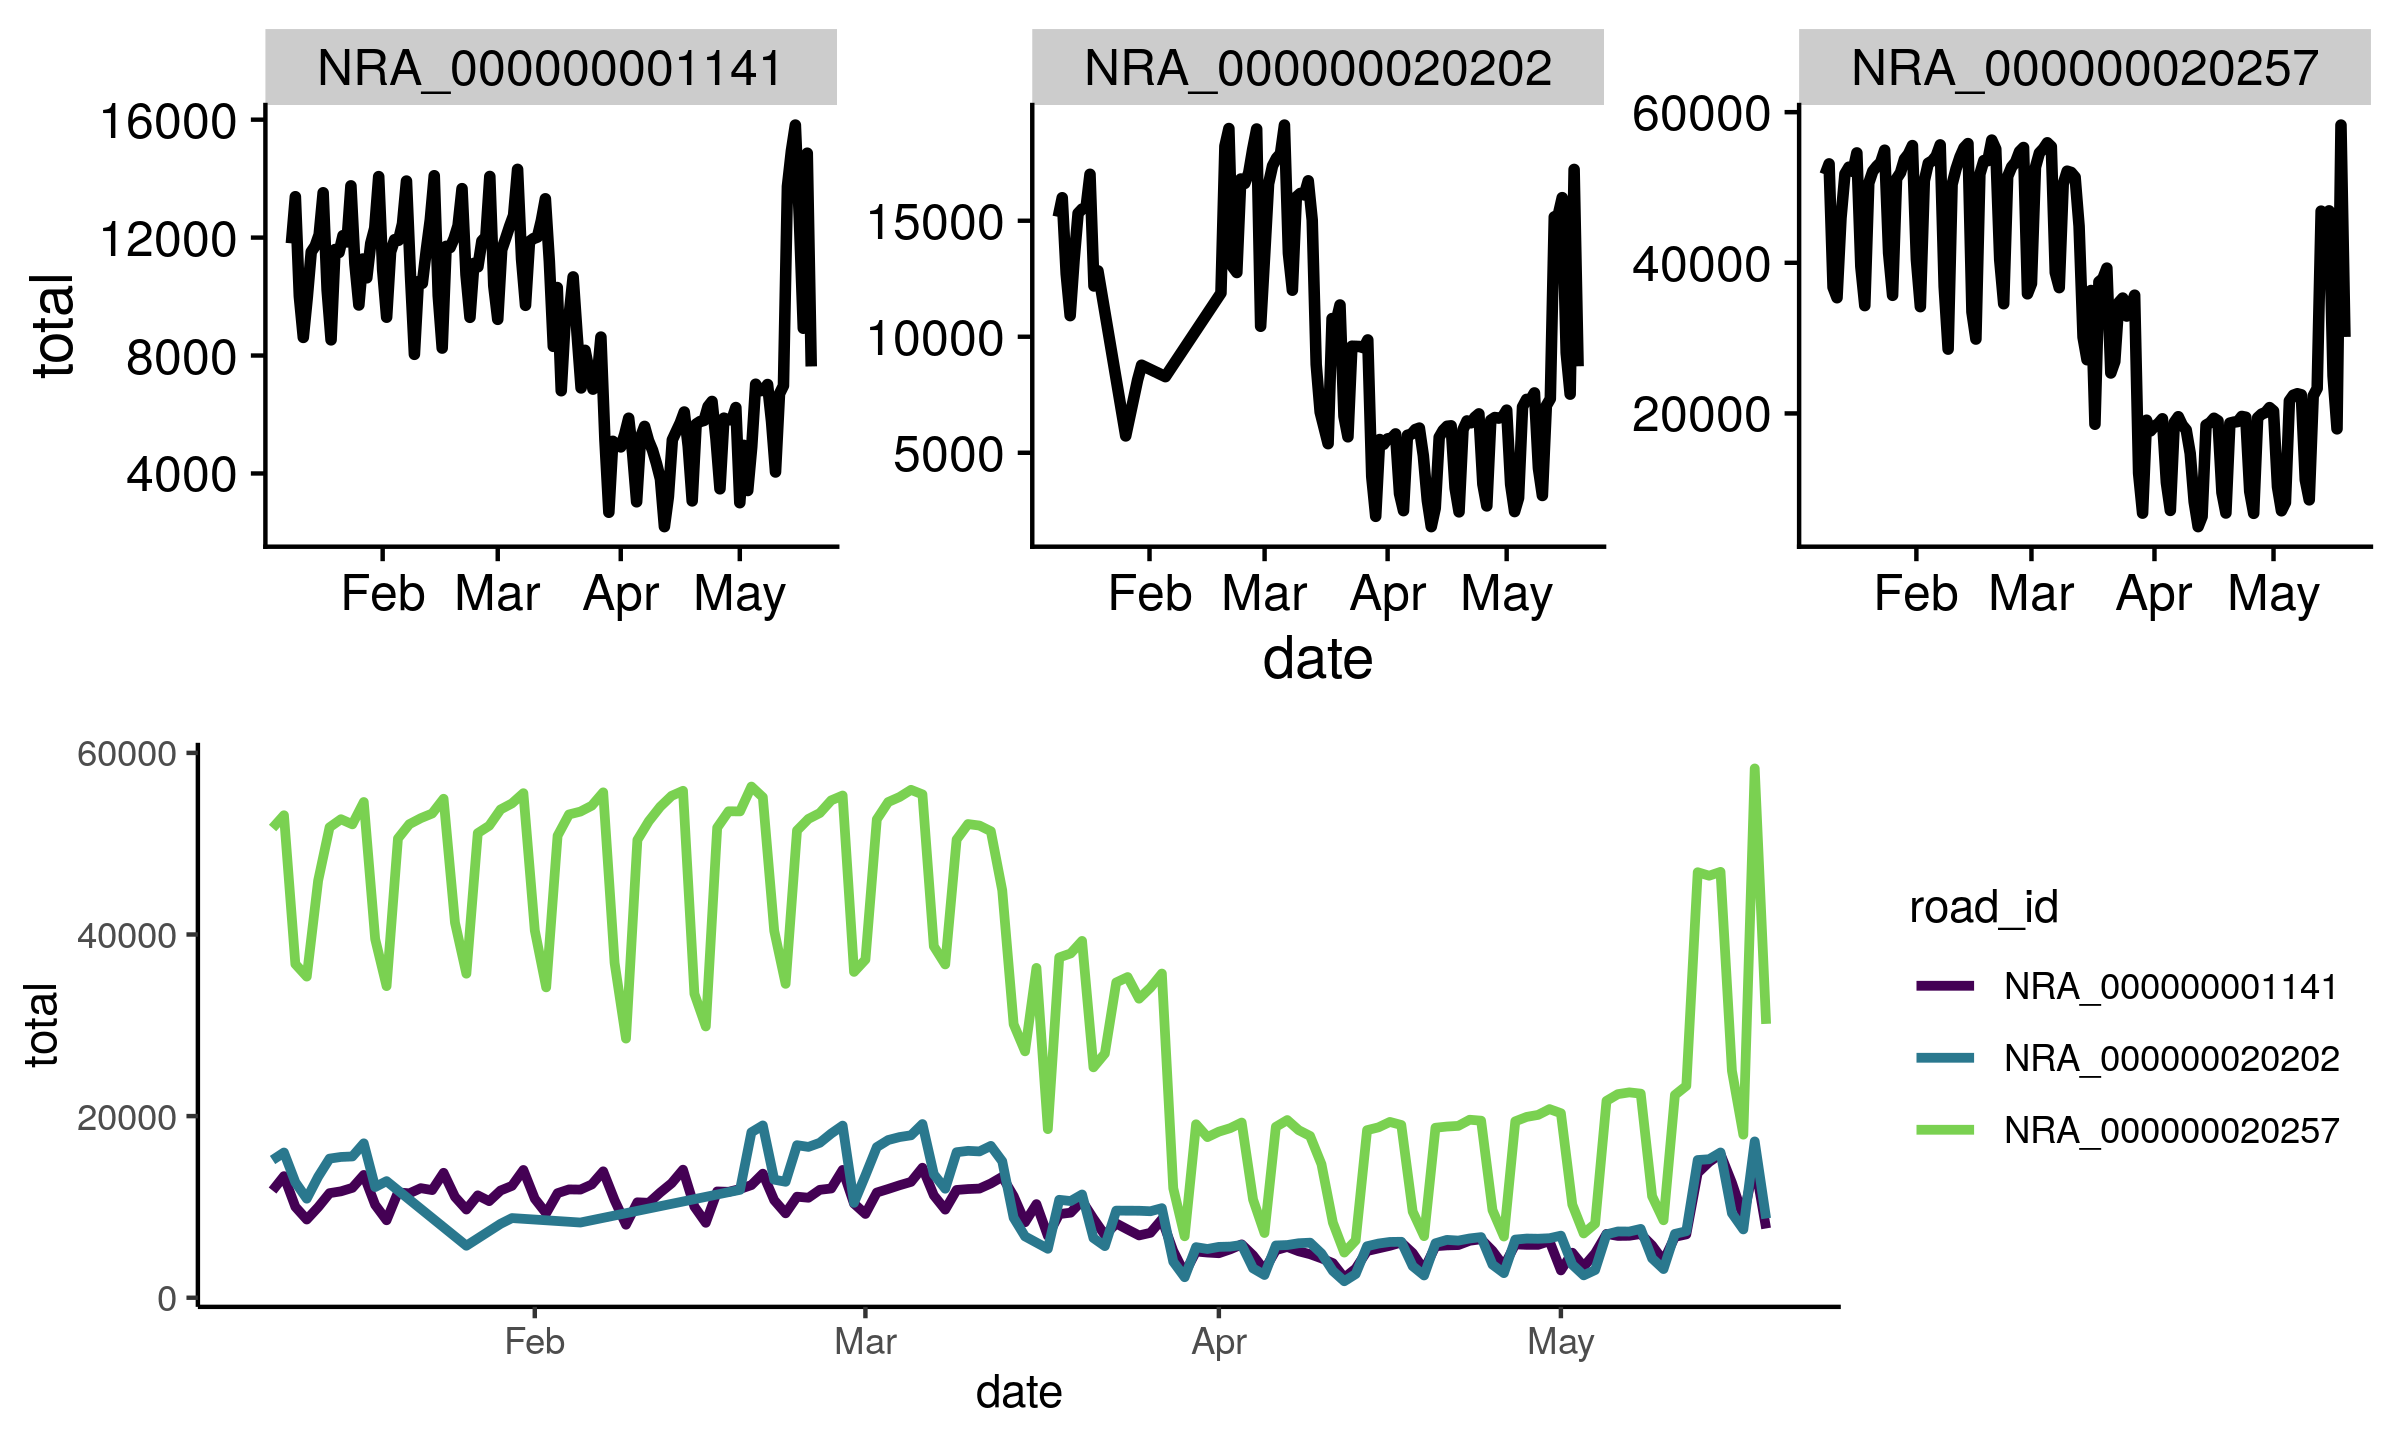 NRA_000000001141 NRA_000000020202 NRA_000000020257
total
16000
12000
8000
4000
15000
10000
5000
60000
40000
20000
Feb Mar Apr May
Feb Mar Apr May
Feb Mar Apr May
date
total
60000
40000
20000
0
Feb Mar Apr May
date
road_id
NRA_000000001141
NRA_000000020202
NRA_000000020257